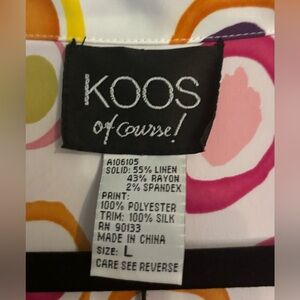 KOOS
of course!
A106105
SOLID: 55% LINEN
43% RAYON
2% SPANDEX
PRINT:
100% POLYESTER
TRIM: 100% SILK
RN 90133
MADE IN CHINA
SIZE: L
CARE SEE REVERSE